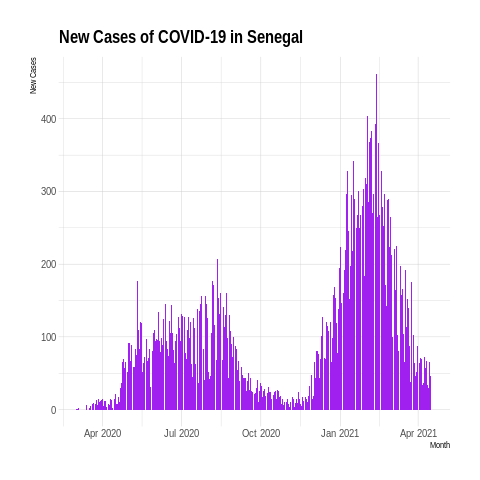 New Cases of COVID-19 in Senegal
New Cases
400
300
200
100
0
Apr 2020 Jul 2020 Oct 2020 Jan 2021 Apr 2021
Month